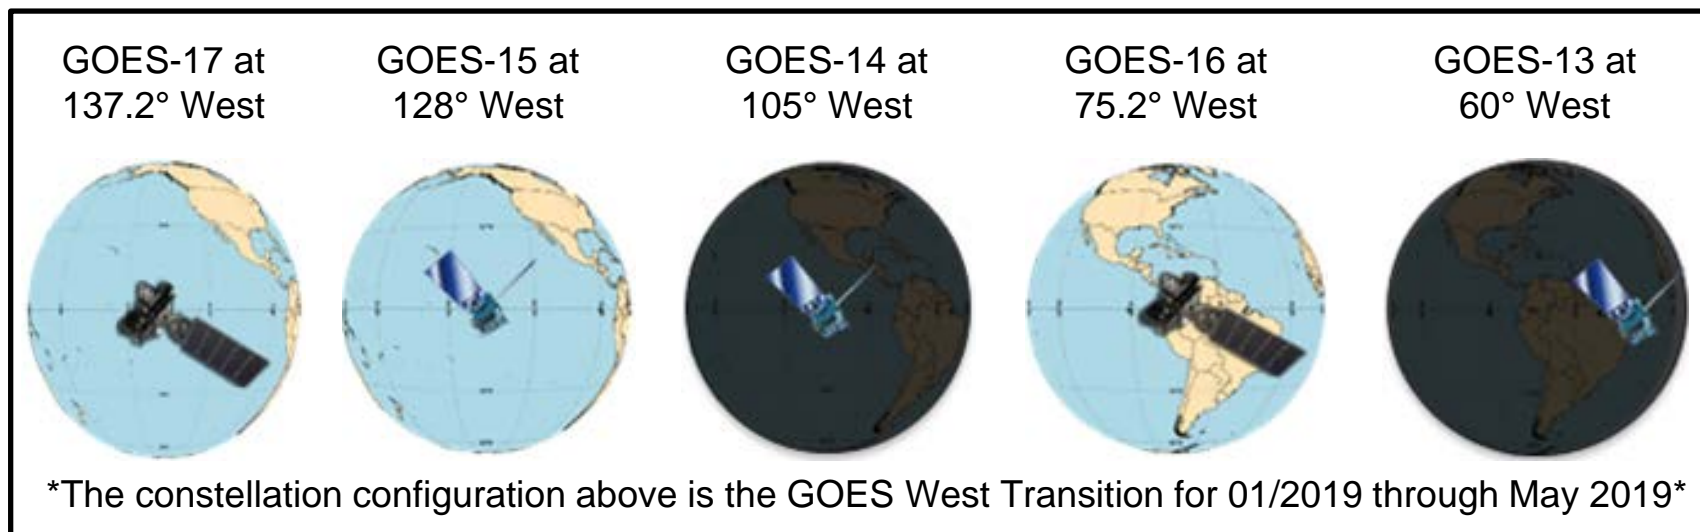 GOES-17 at
137.2° West
GOES-15 at
128° West
GOES-14 at
105° West
GOES-16 at
75.2° West
GOES-13 at
60° West
*The constellation configuration above is the GOES West Transition for 01/2019 through May 2019*